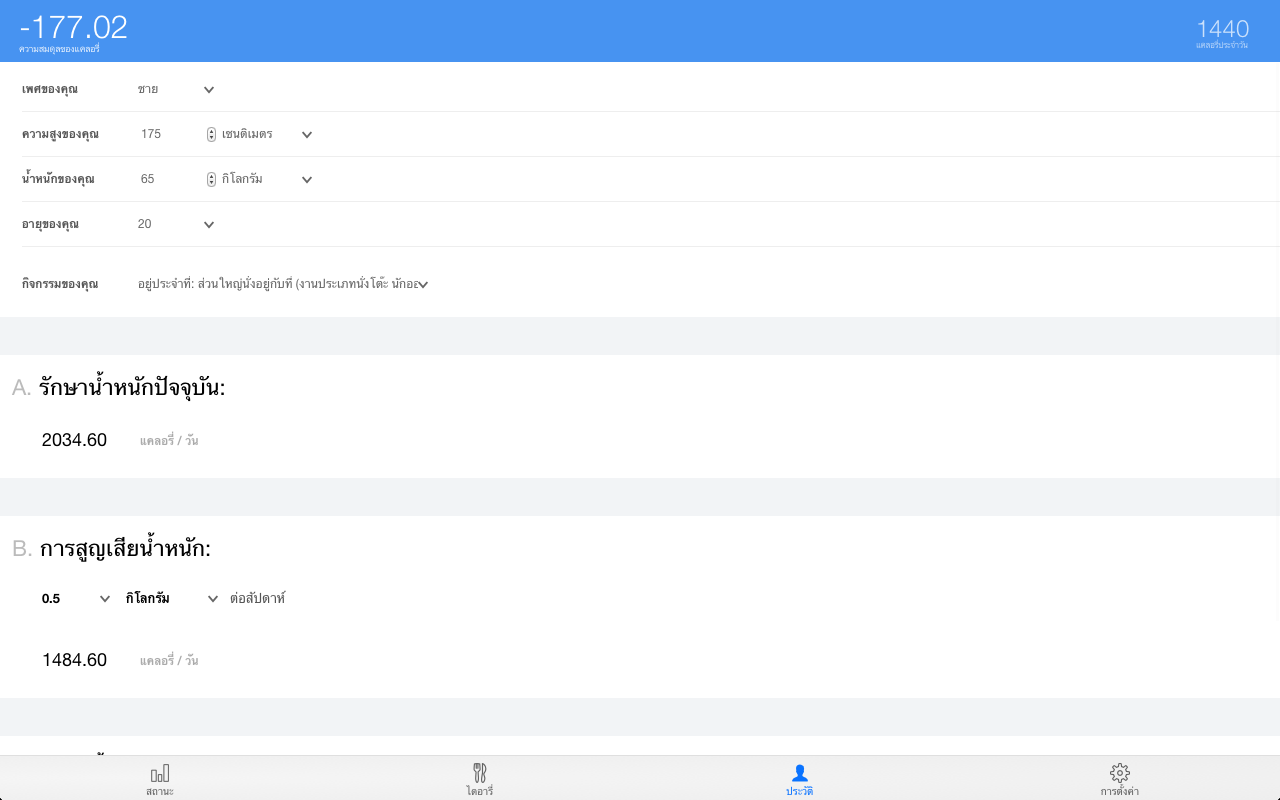 -177.02
ความสมดุลของแคลอรี่
1440
แคลอรี่ประจำวัน
เพศของคุณ ชาย
ความสูงของคุณ 175 เซนติเมตร
น้ำหนักของคุณ 65 กิโลกรัม
อายุของคุณ 20
กิจกรรมของคุณ อยู่ประจำที่: ส่วนใหญ่นั่งอยู่กับที่ (งานประเภทนั่งโต๊ะ นักออ
A. รักษาน้ำหนักปัจจุบัน:
2034.60 แคลอรี่ / วัน
B. การสูญเสียน้ำหนัก:
0.5 กิโลกรัม ต่อสัปดาห์
1484.60 แคลอรี่ / วัน
สถานะ ไดอารี่ ประวัติ การตั้งค่า